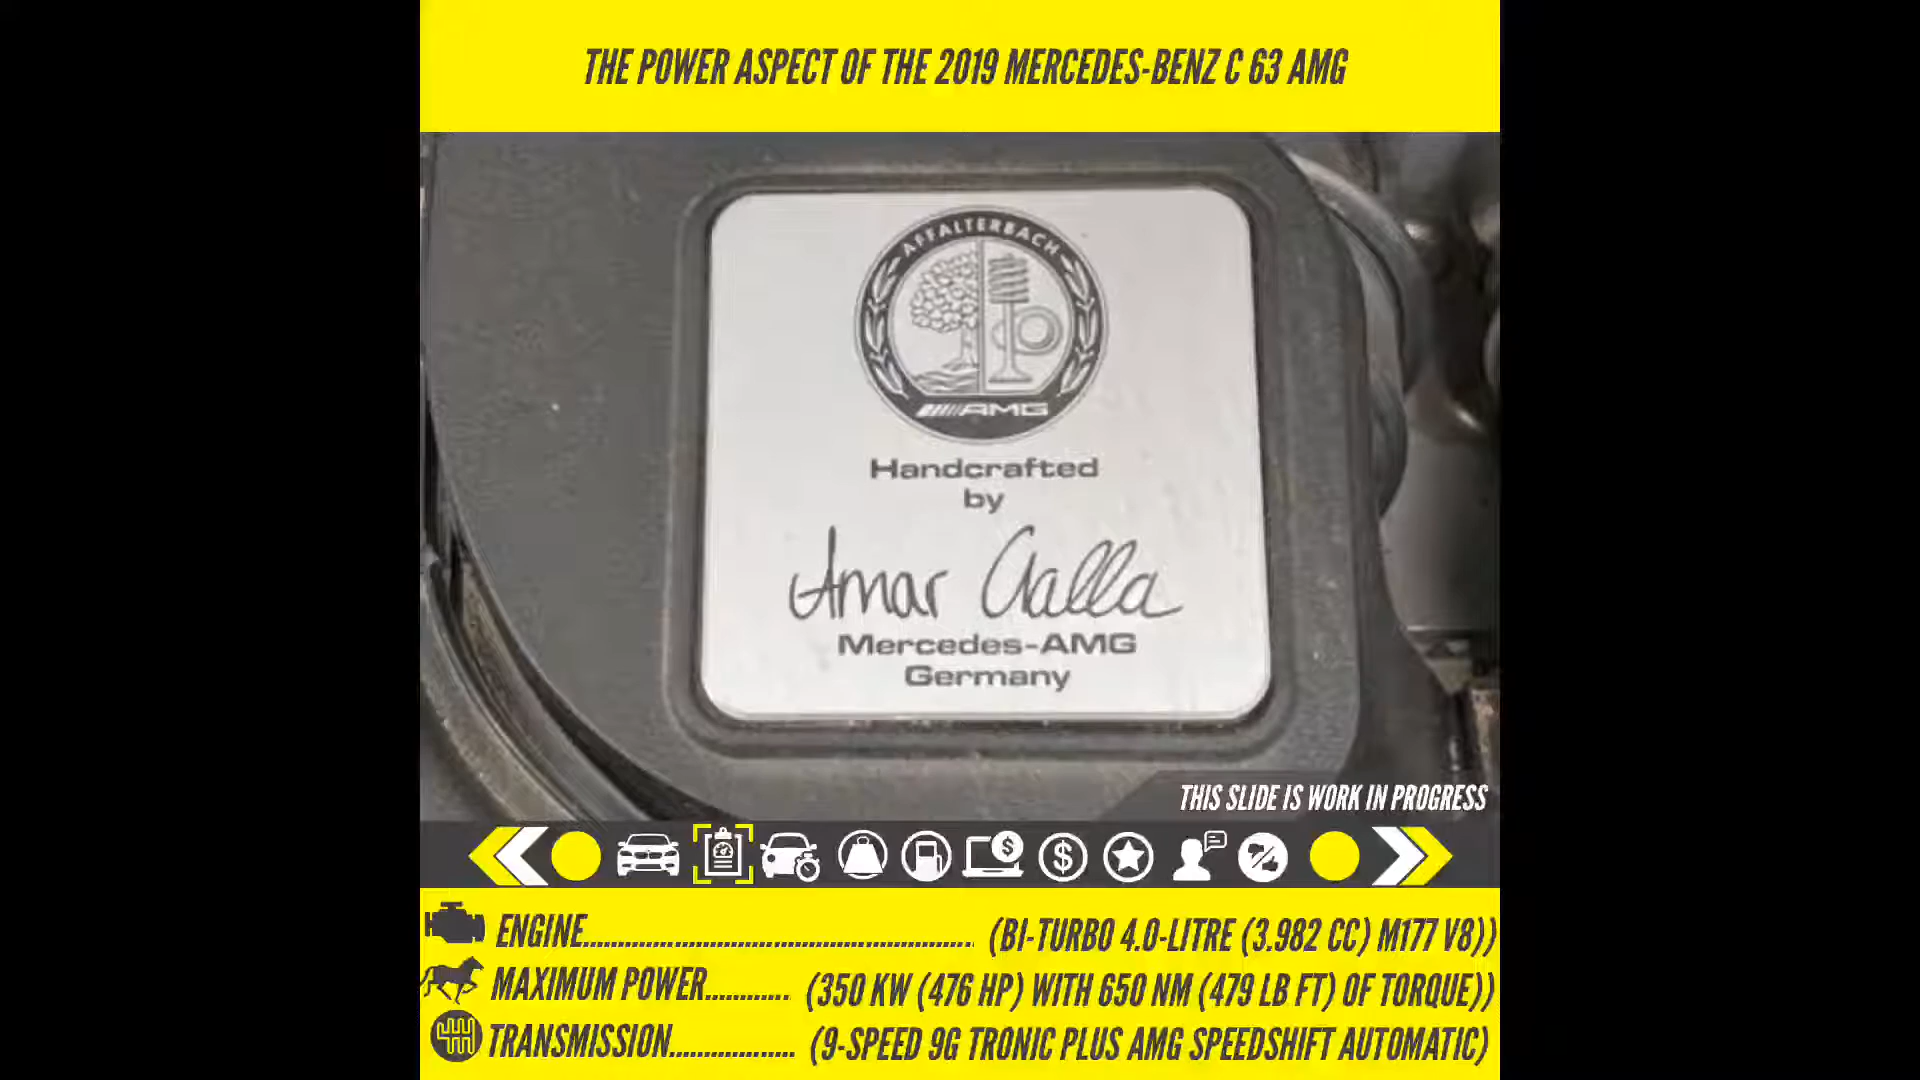 THE POWER ASPECT OF THE 2019 MERCEDES-BENZ C 63 AMG
AFFALTERBACH
AMG
Handcrafted
by
Amar Calla
Mercedes-AMG
Germany
THIS SLIDE IS WORK IN PROGRESS
ENGINE........................................................ (BI-TURBO 4.0-LITRE (3.982 CC) M177 V8))
MAXIMUM POWER............ (350 KW (476 HP) WITH 650 NM (479 LB FT) OF TORQUE))
TRANSMISSION.................. (9-SPEED 9G TRONIC PLUS AMG SPEEDSHIFT AUTOMATIC)